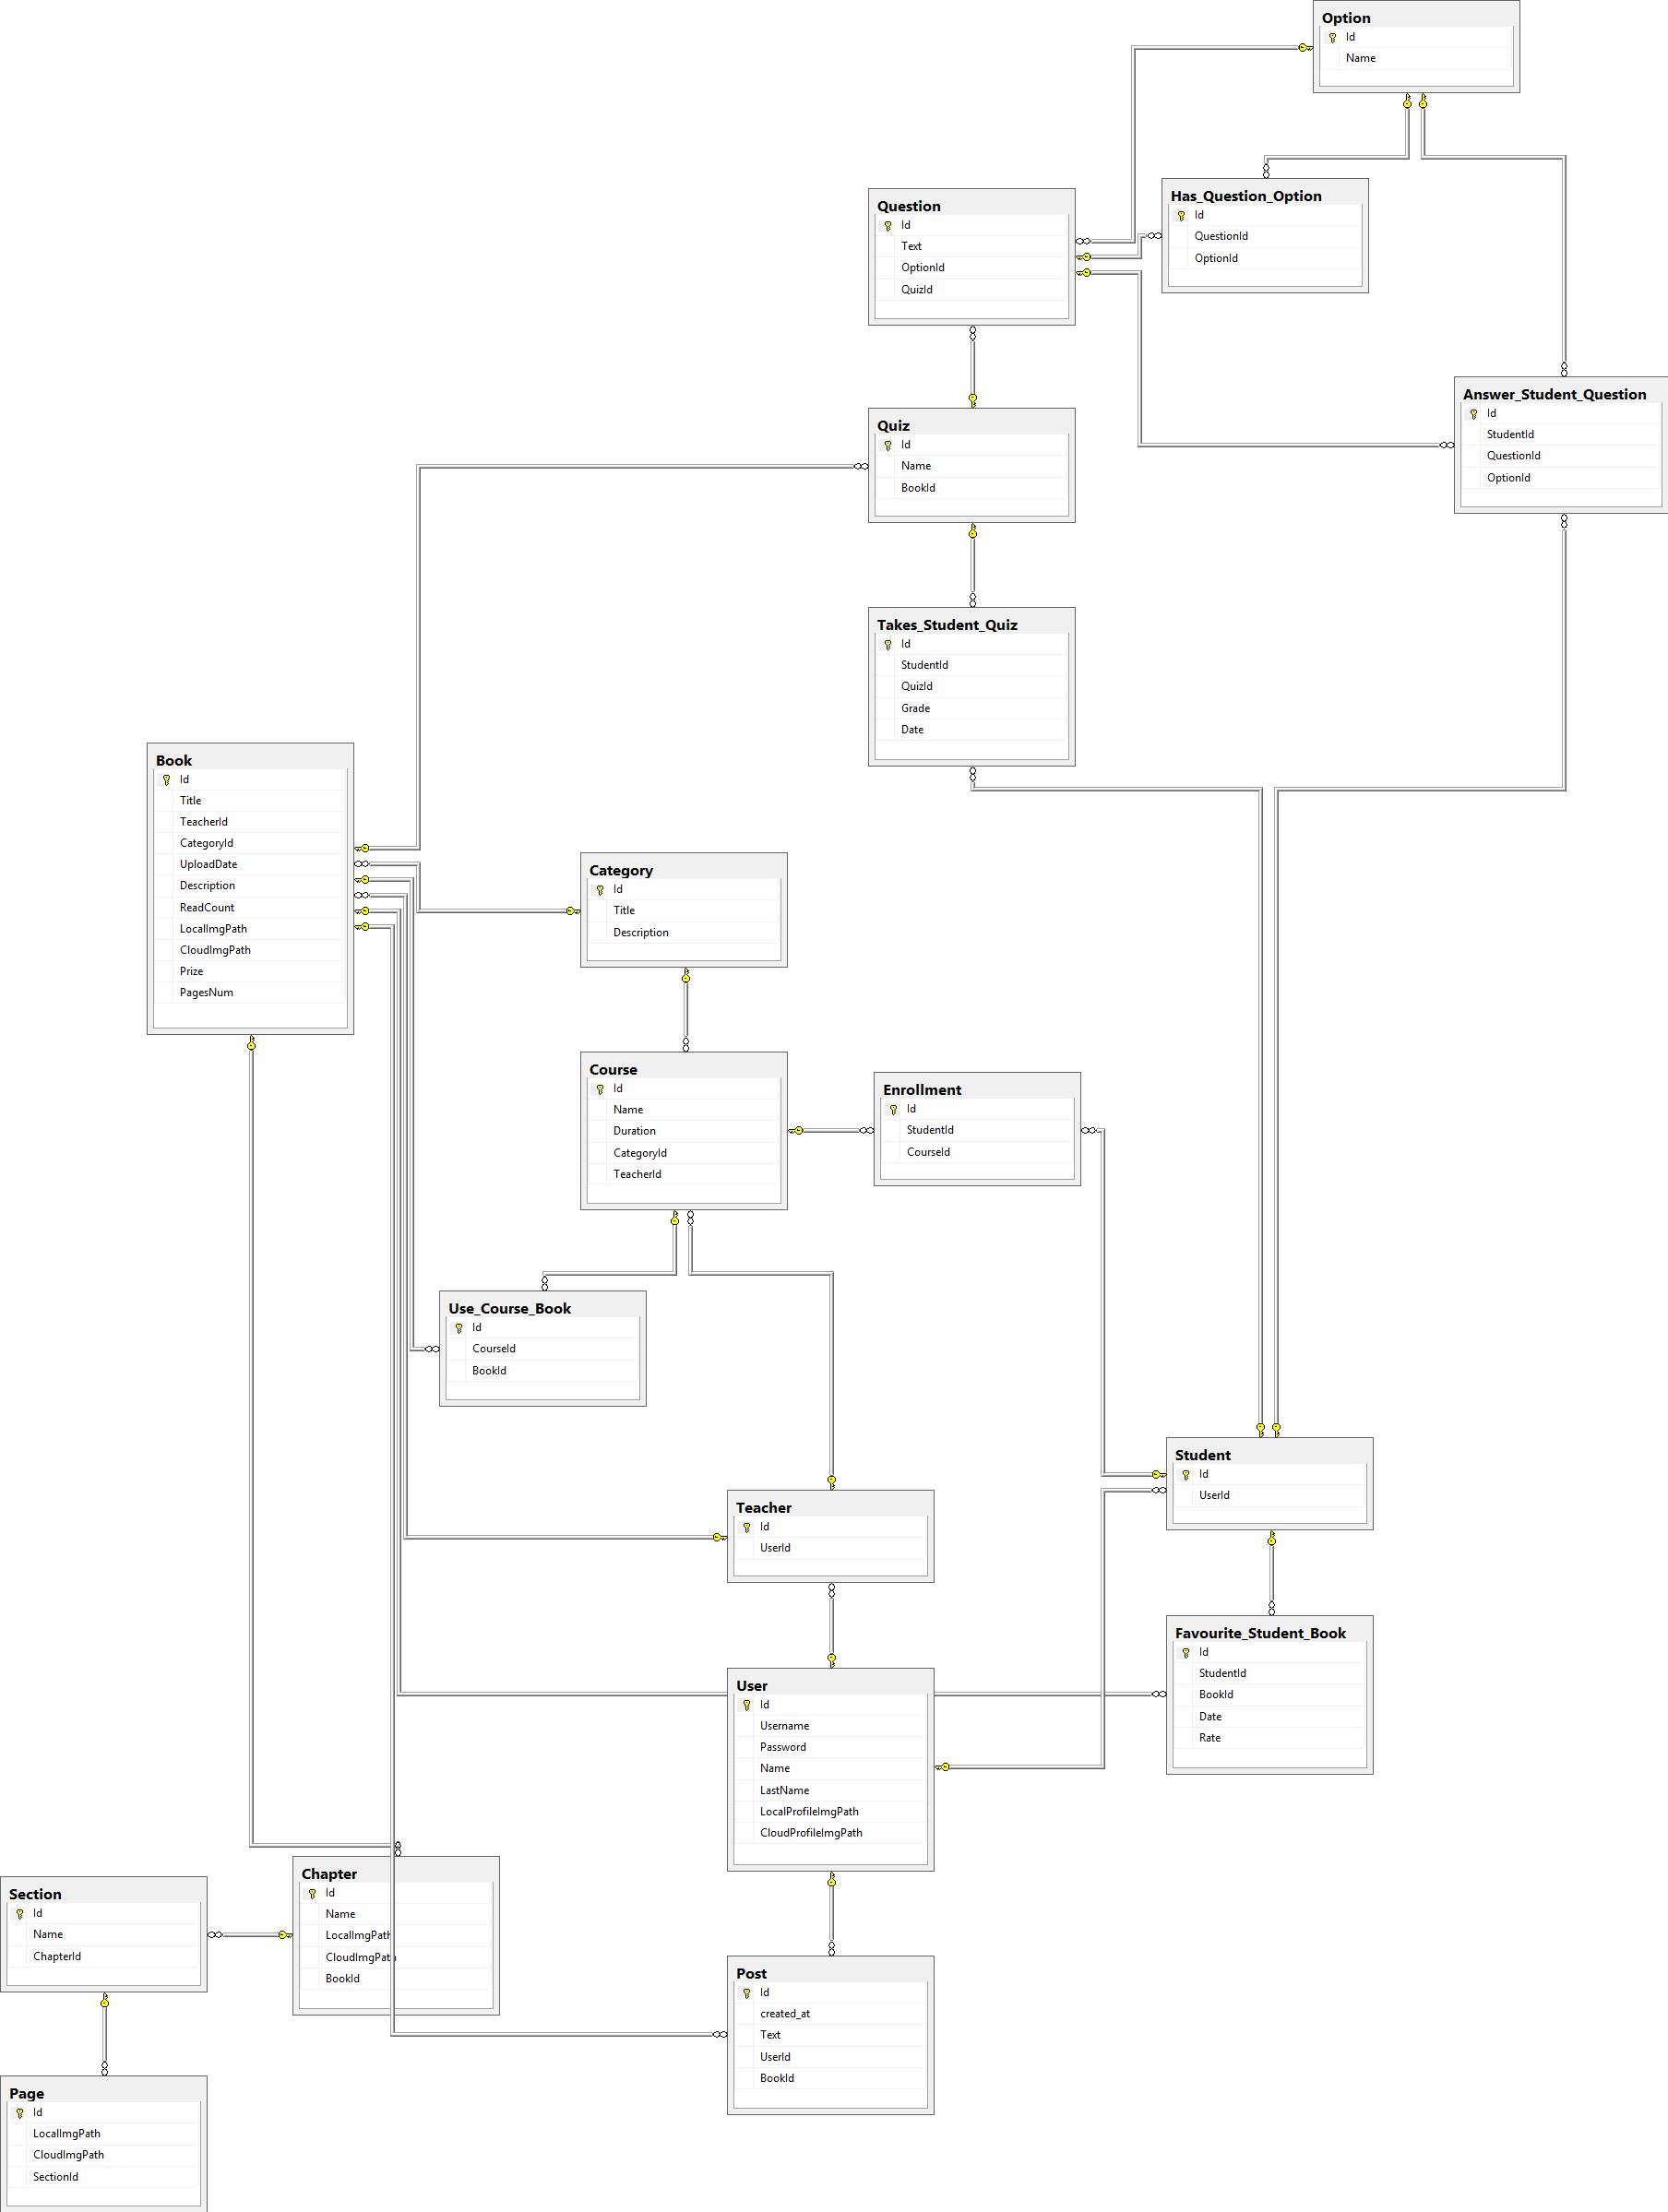 Option
Id
Name
Has_Question_Option
Id
QuestionId
OptionId
Question
Id
Text
OptionId
QuizId
Answer_Student_Question
Id
StudentId
QuestionId
OptionId
Quiz
Id
Name
BookId
Takes_Student_Quiz
Id
StudentId
QuizId
Grade
Date
Book
Id
Title
TeacherId
CategoryId
UploadDate
Description
ReadCount
LocalImgPath
CloudImgPath
Prize
PagesNum
Category
Id
Title
Description
Course
Id
Name
Duration
CategoryId
TeacherId
Enrollment
Id
StudentId
CourseId
Use_Course_Book
Id
CourseId
BookId
Student
Id
UserId
Teacher
Id
UserId
Favourite_Student_Book
Id
StudentId
BookId
Date
Rate
User
Id
Username
Password
Name
LastName
LocalProfileImgPath
CloudProfileImgPath
Chapter
Id
Name
LocalImgPath
CloudImgPath
BookId
Section
Id
Name
ChapterId
Post
Id
created_at
Text
UserId
BookId
Page
Id
LocalImgPath
CloudImgPath
SectionId